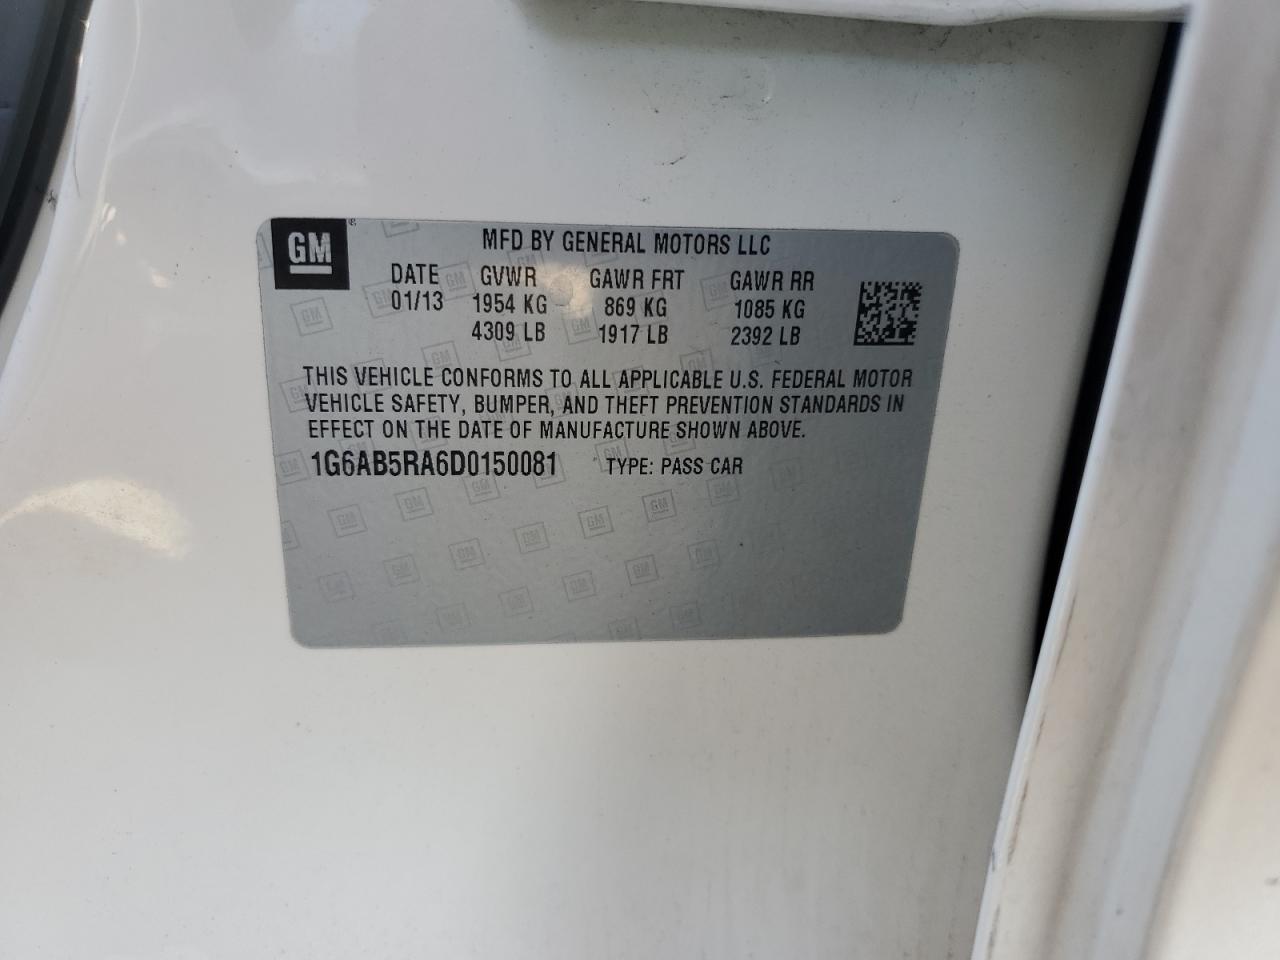 GM ®
MFD BY GENERAL MOTORS LLC
DATE GVWR GAWR FRT GAWR RR
01/13 1954 KG 869 KG 1085 KG
4309 LB 1917 LB 2392 LB
THIS VEHICLE CONFORMS TO ALL APPLICABLE U.S. FEDERAL MOTOR
VEHICLE SAFETY, BUMPER, AND THEFT PREVENTION STANDARDS IN
EFFECT ON THE DATE OF MANUFACTURE SHOWN ABOVE.
1G6AB5RA6D0150081 TYPE: PASS CAR